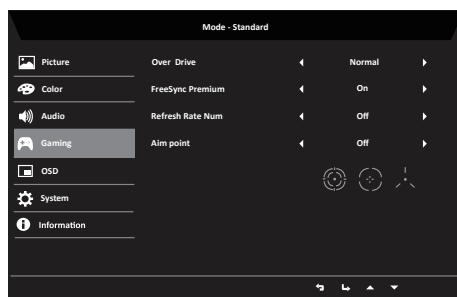 Mode - Standard
Picture
Over Drive Normal
Color
FreeSync Premium On
Audio
Refresh Rate Num Off
Gaming
Aim point Off
OSD
System
Information